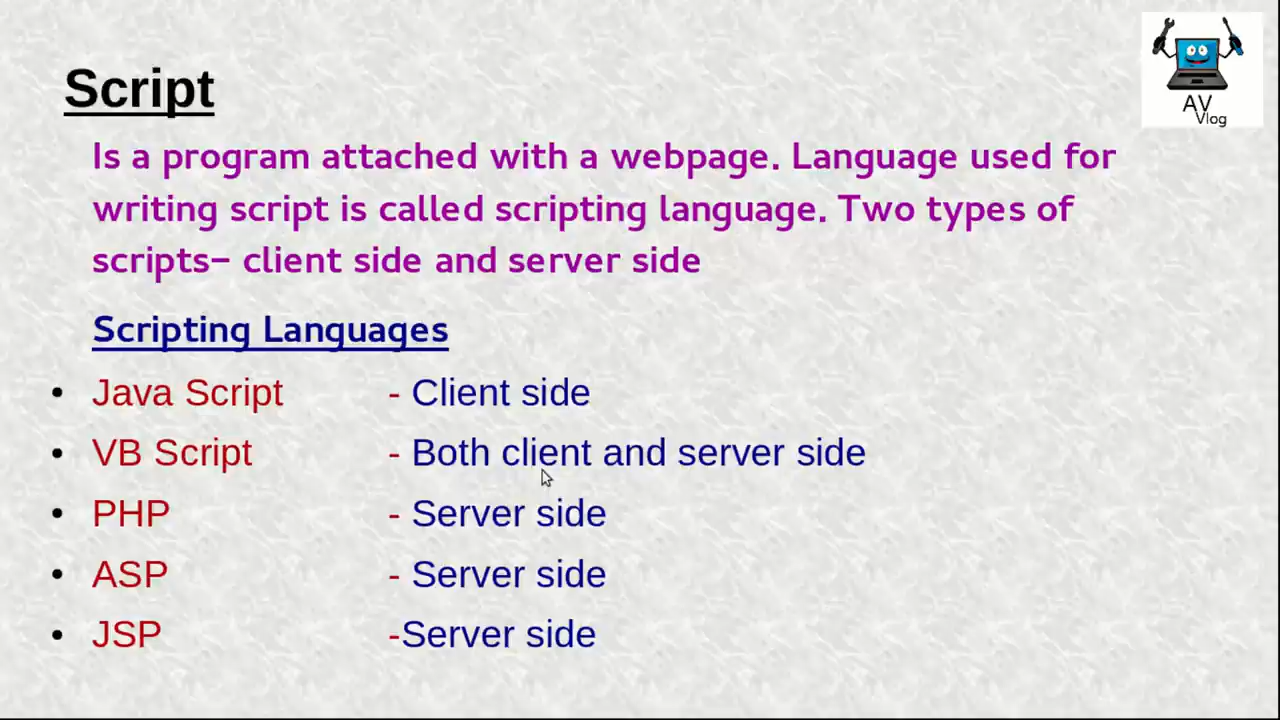 AV
Vlog
Script
Is a program attached with a webpage. Language used for
writing script is called scripting language. Two types of
scripts– client side and server side
Scripting Languages
• Java Script - Client side
• VB Script - Both client and server side
• PHP - Server side
• ASP - Server side
• JSP -Server side